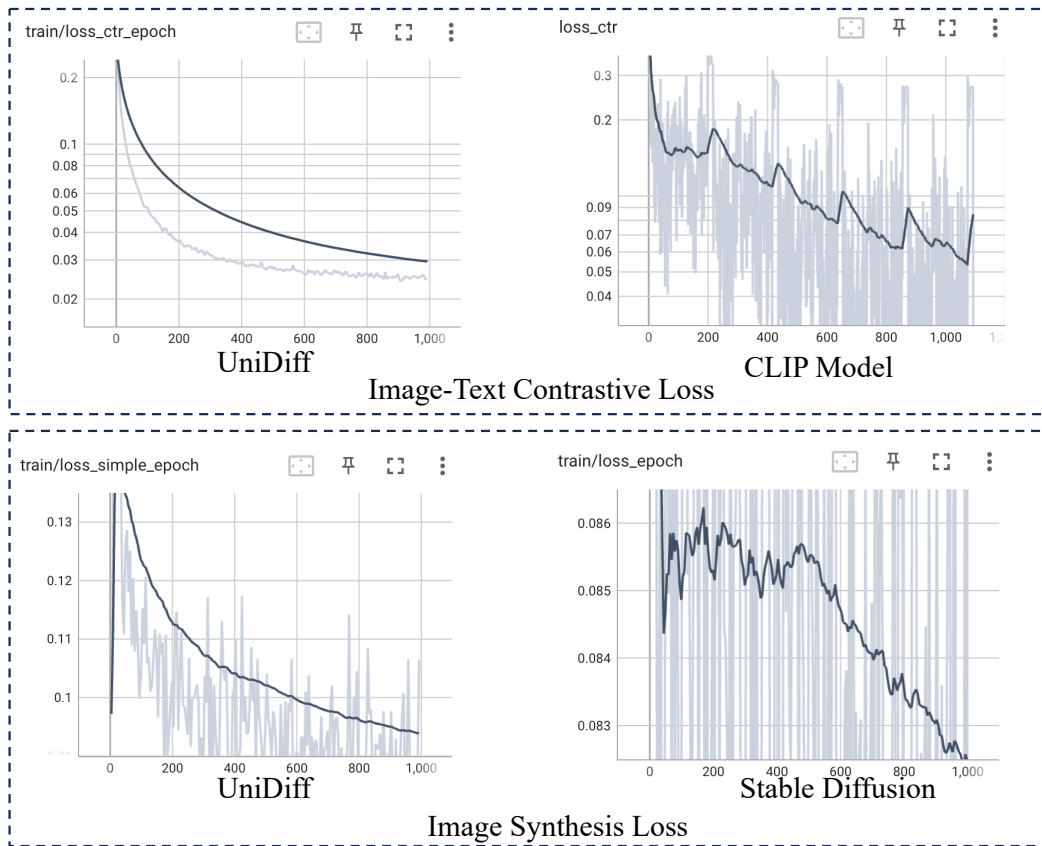 train/loss_ctr_epoch
0.2
0.1
0.08
0.06
0.05
0.04
0.03
0.02
0 200 400 600 800 1,000
UniDiff
loss_ctr
0.3
0.2
0.09
0.07
0.06
0.05
0.04
0 200 400 600 800 1,000
CLIP Model
Image-Text Contrastive Loss
train/loss_simple_epoch
0.13
0.12
0.11
0.1
0 200 400 600 800 1,000
UniDiff
train/loss_epoch
0.086
0.085
0.084
0.083
0 200 400 600 800 1,000
Stable Diffusion
Image Synthesis Loss